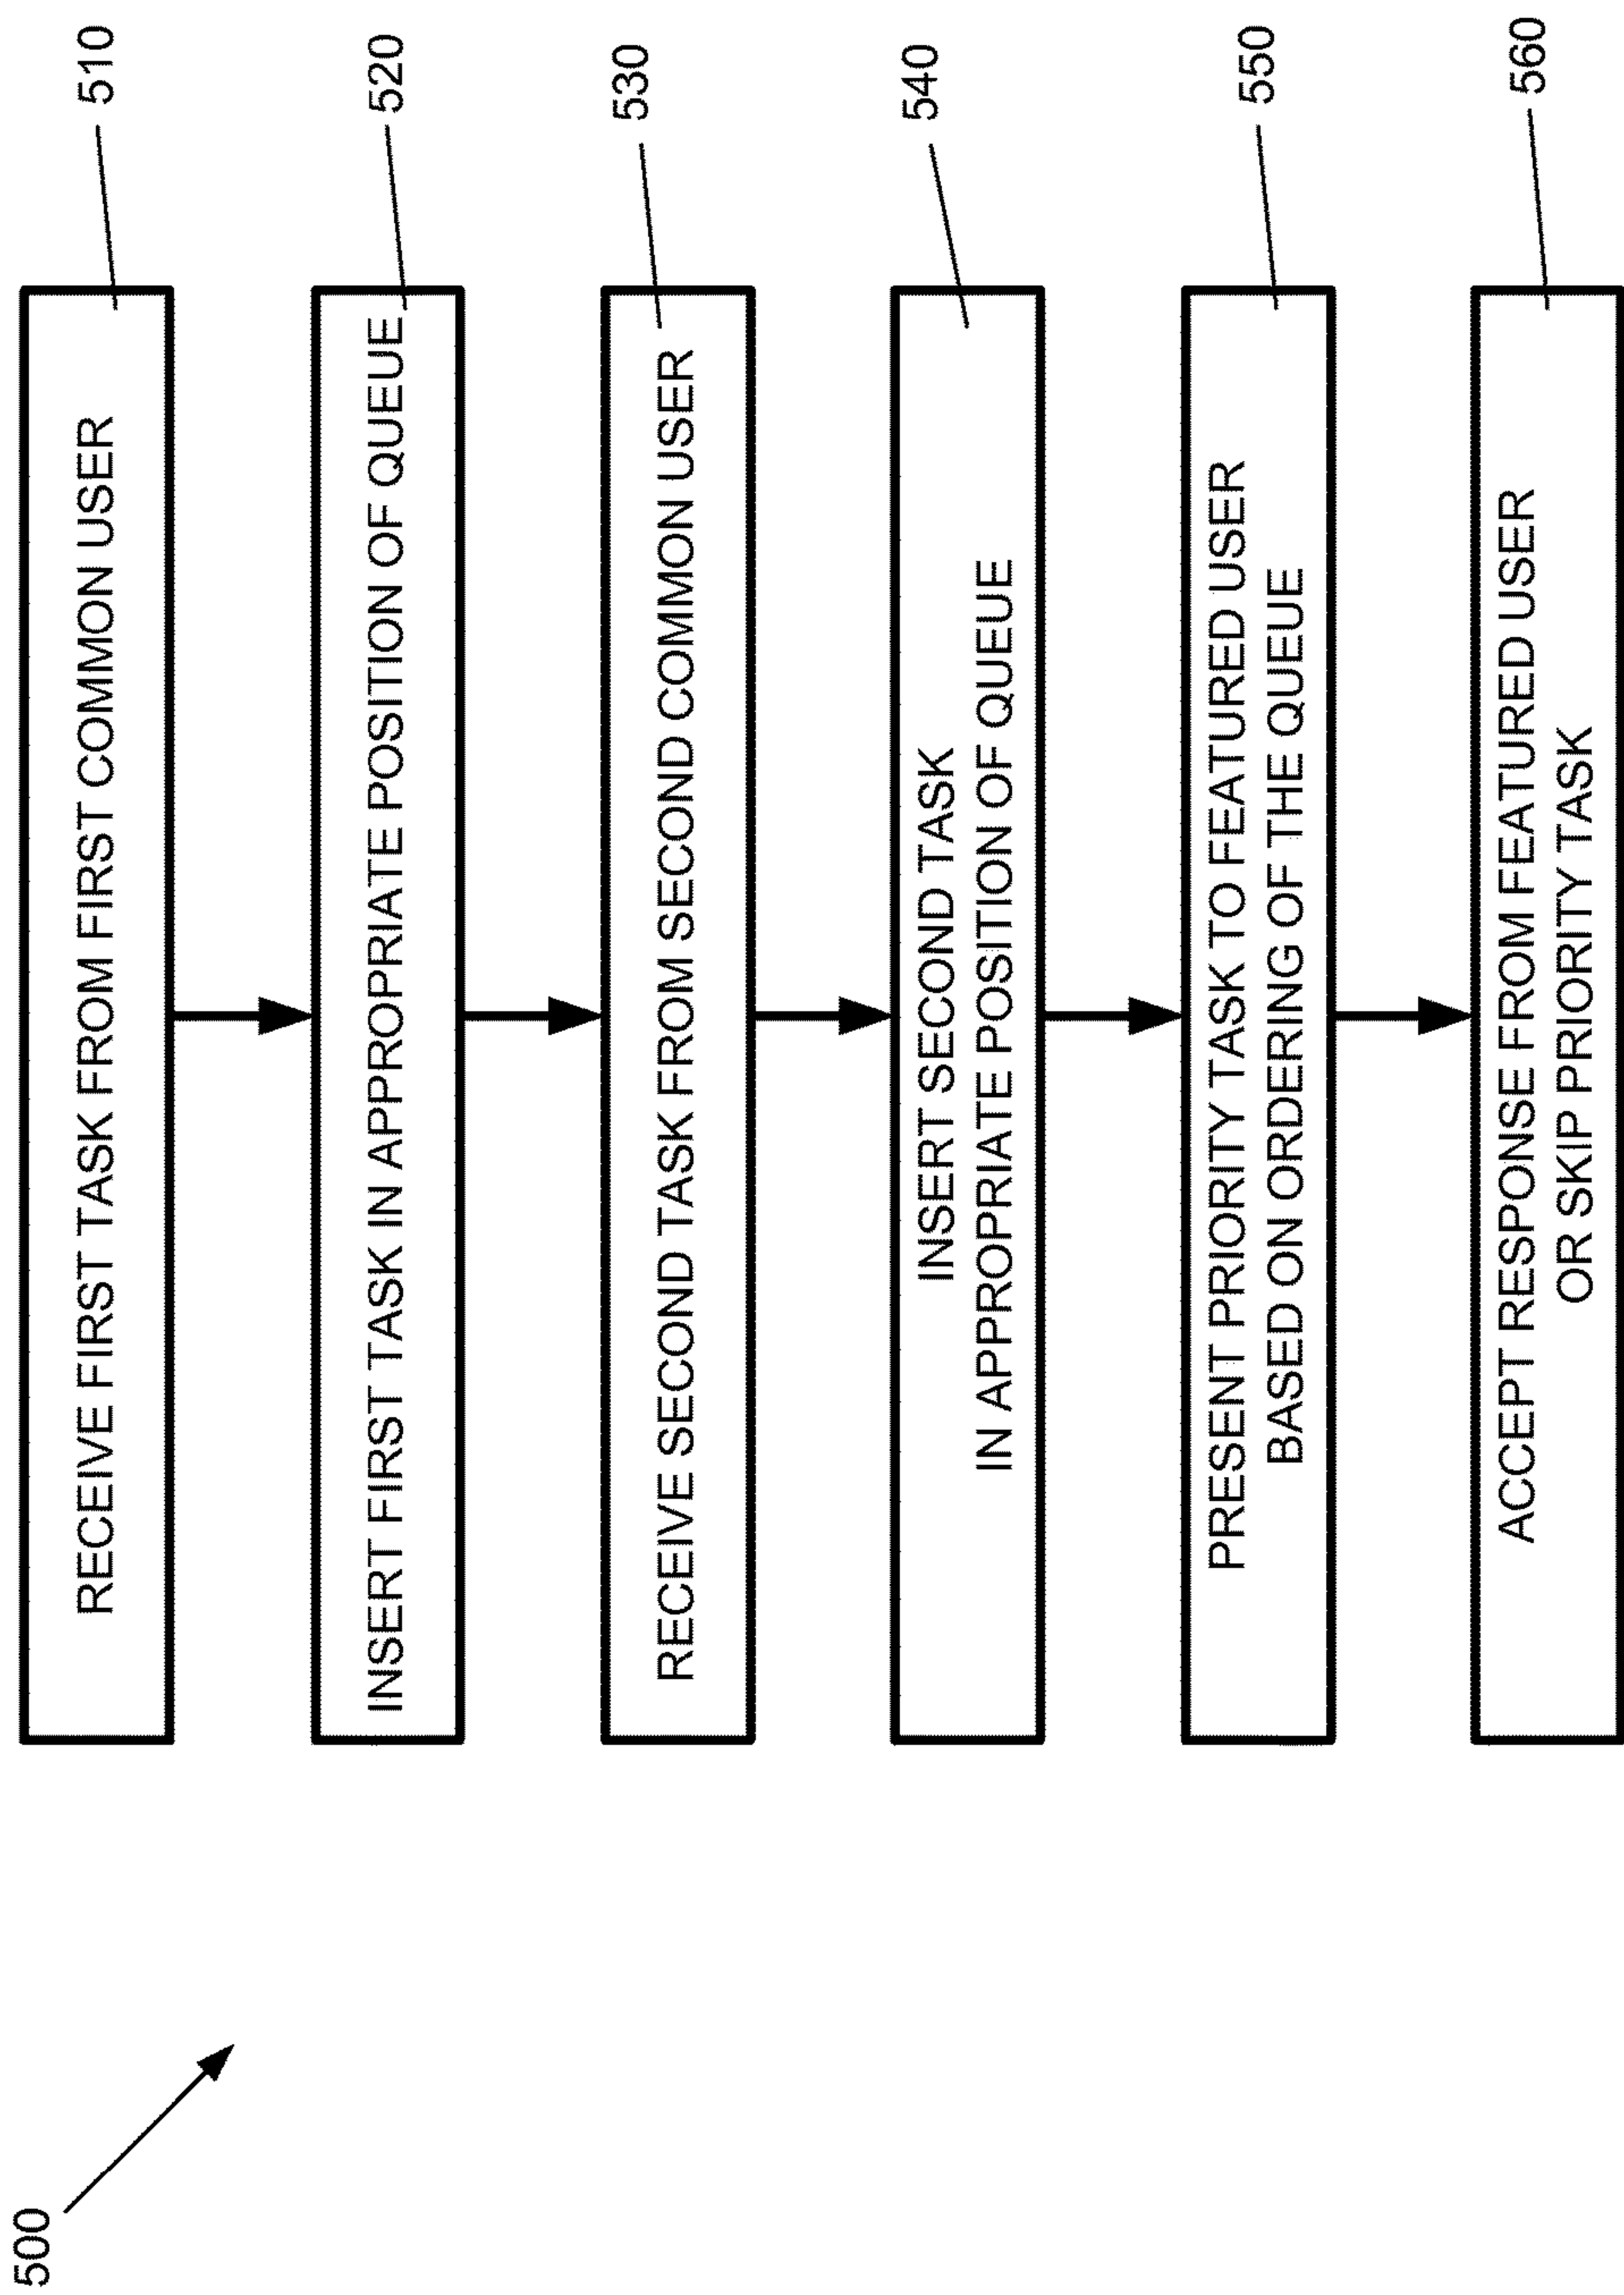 500
RECEIVE FIRST TASK FROM FIRST COMMON USER
510
INSERT FIRST TASK IN APPROPRIATE POSITION OF QUEUE
520
RECEIVE SECOND TASK FROM SECOND COMMON USER
530
INSERT SECOND TASK
IN APPROPRIATE POSITION OF QUEUE
540
PRESENT PRIORITY TASK TO FEATURED USER
BASED ON ORDERING OF THE QUEUE
550
ACCEPT RESPONSE FROM FEATURED USER
OR SKIP PRIORITY TASK
560